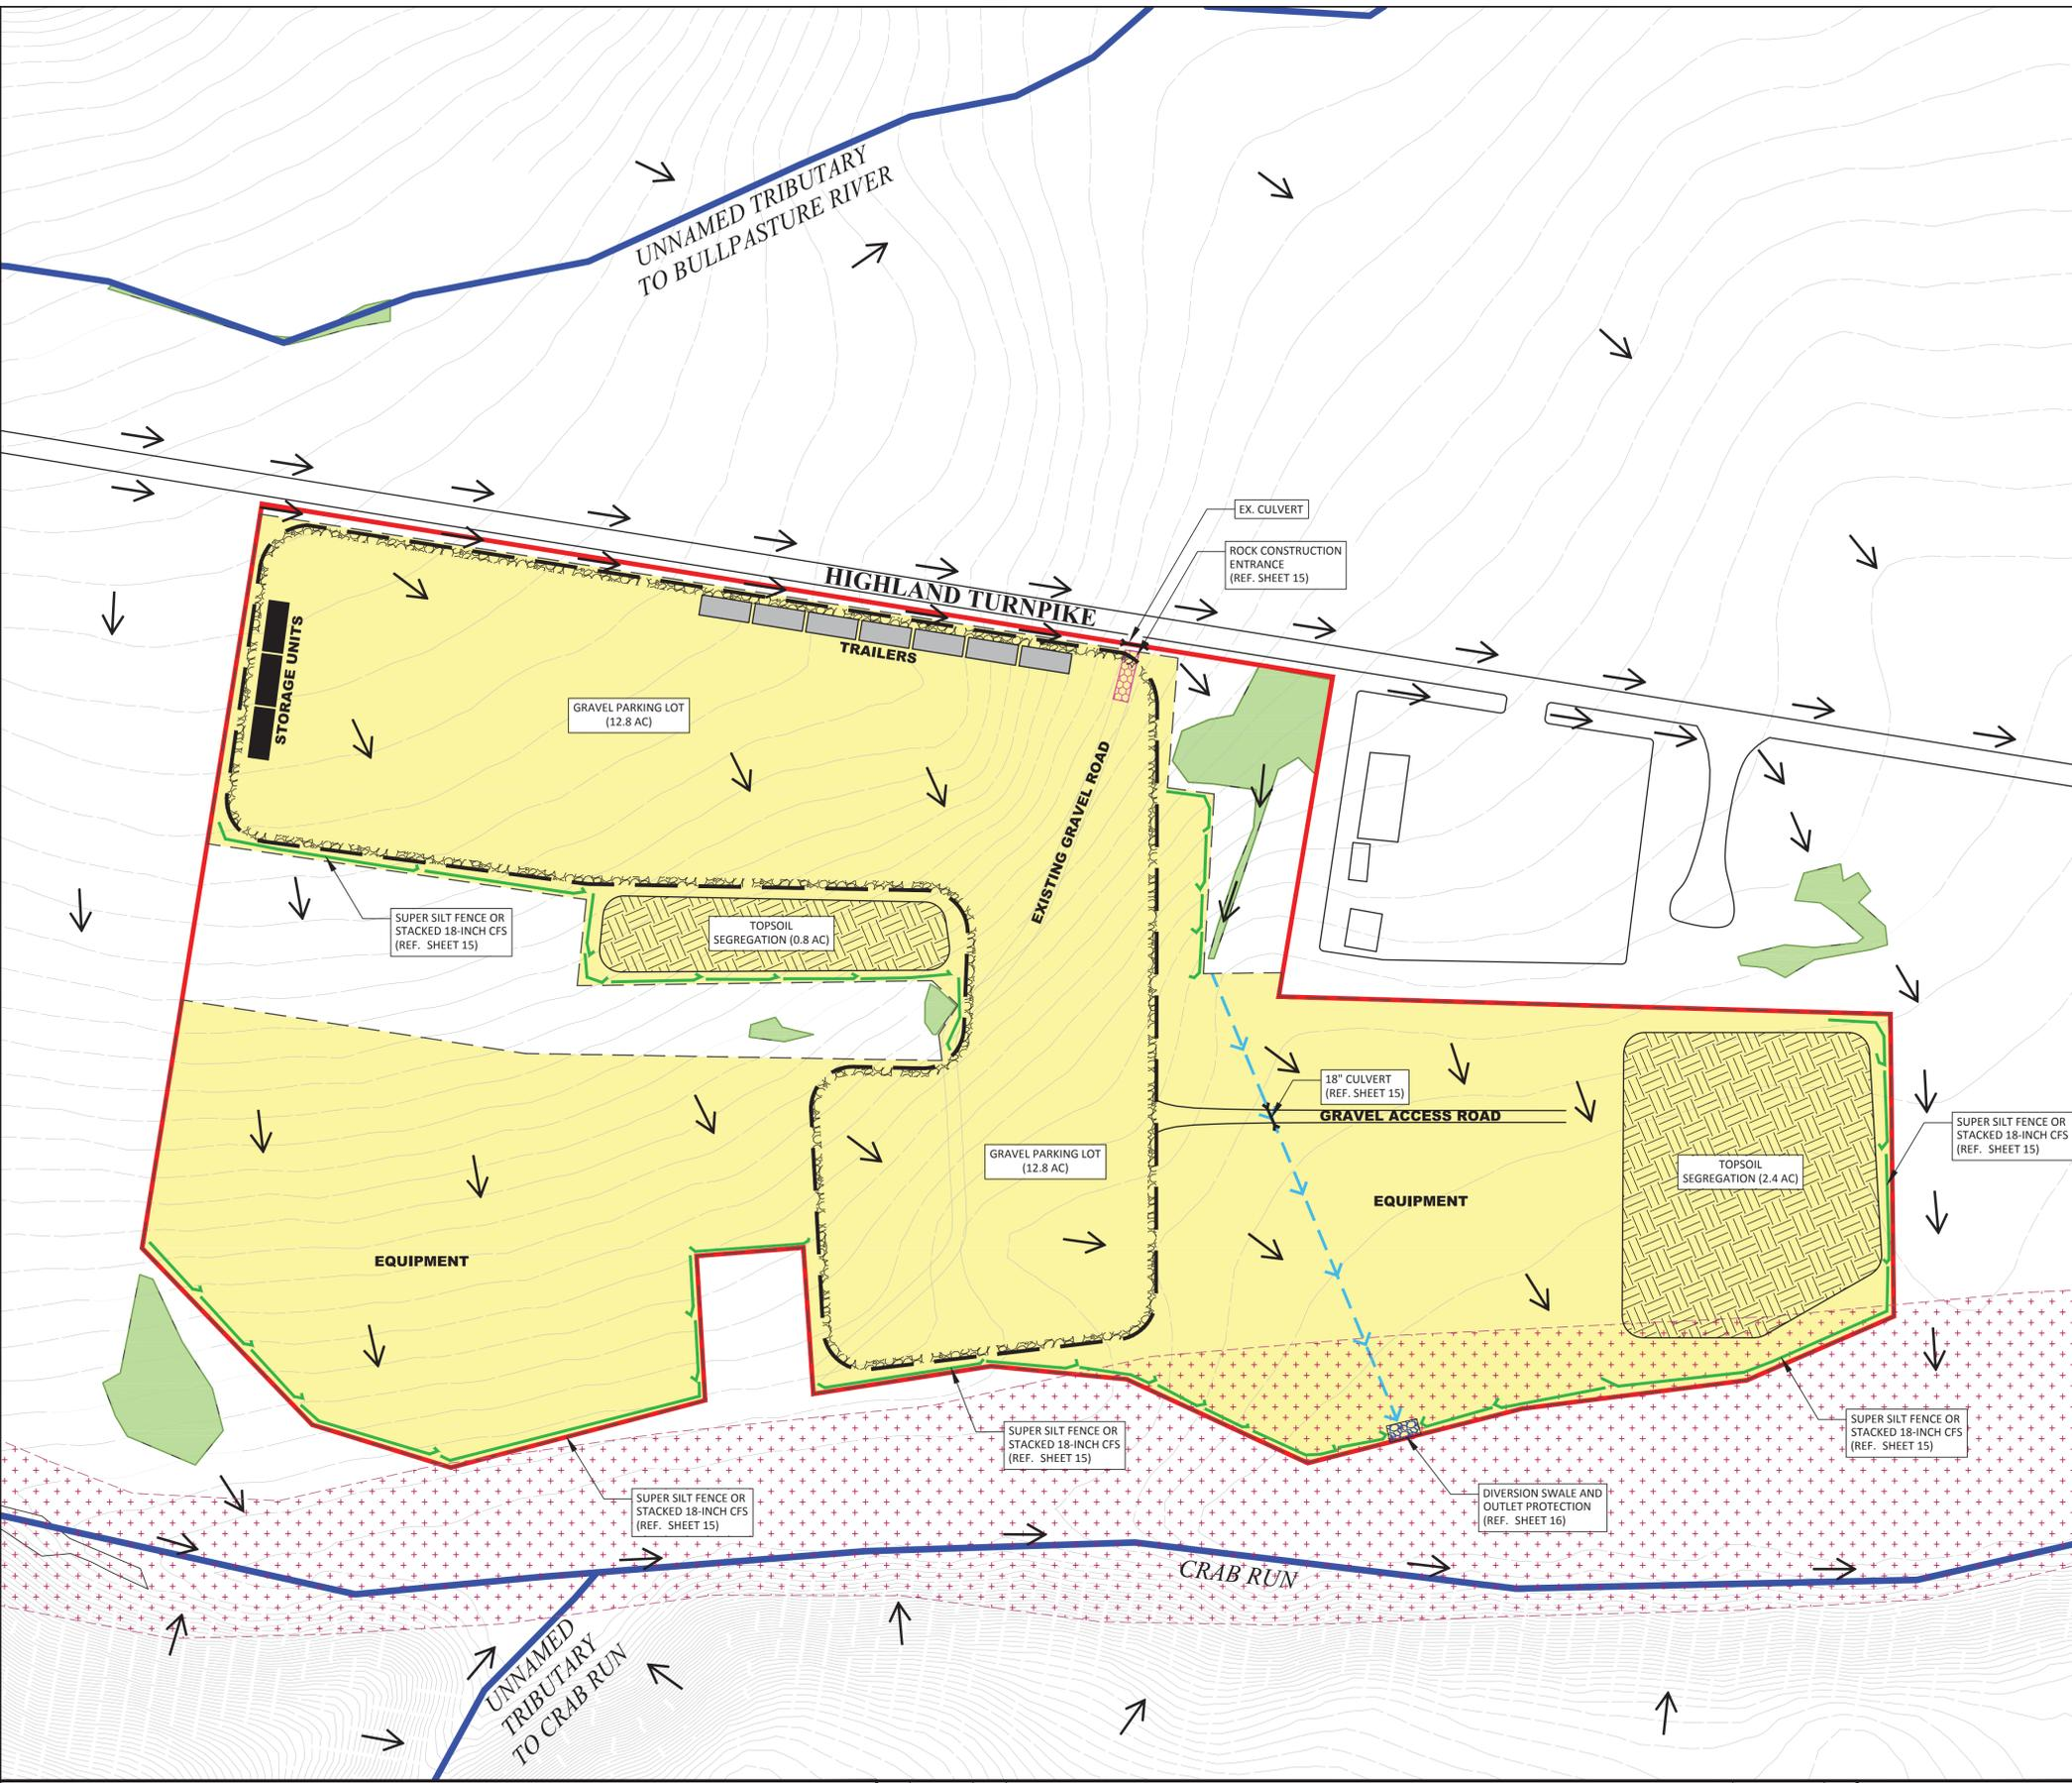 UNNAMED TRIBUTARY
TO BULLPASTURE RIVER
EX. CULVERT
ROCK CONSTRUCTION
ENTRANCE
(REF. SHEET 15)
HIGHLAND TURNPIKE
TRAILERS
STORAGE UNITS
GRAVEL PARKING LOT
(12.8 AC)
EXISTING GRAVEL ROAD
SUPER SILT FENCE OR
STACKED 18-INCH CFS
(REF. SHEET 15)
TOPSOIL
SEGREGATION (0.8 AC)
18" CULVERT
(REF. SHEET 15)
GRAVEL ACCESS ROAD
SUPER SILT FENCE OR
STACKED 18-INCH CFS
(REF. SHEET 15)
GRAVEL PARKING LOT
(12.8 AC)
TOPSOIL
SEGREGATION (2.4 AC)
EQUIPMENT
EQUIPMENT
SUPER SILT FENCE OR
STACKED 18-INCH CFS
(REF. SHEET 15)
SUPER SILT FENCE OR
STACKED 18-INCH CFS
(REF. SHEET 15)
SUPER SILT FENCE OR
STACKED 18-INCH CFS
(REF. SHEET 15)
DIVERSION SWALE AND
OUTLET PROTECTION
(REF. SHEET 16)
CRAB RUN
UNNAMED
TRIBUTARY
TO CRAB RUN